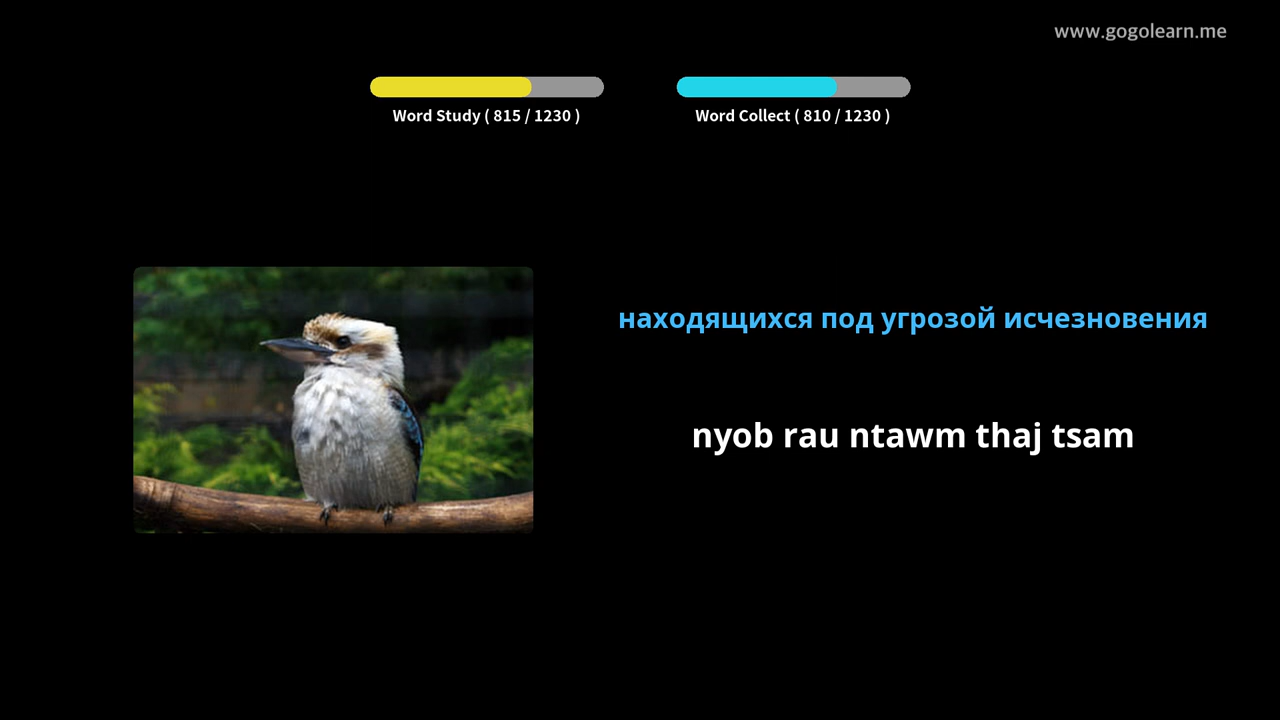 www.gogolearn.me
Word Study ( 815 / 1230 )
Word Collect ( 810 / 1230 )
находящихся под угрозой исчезновения
nyob rau ntawm thaj tsam